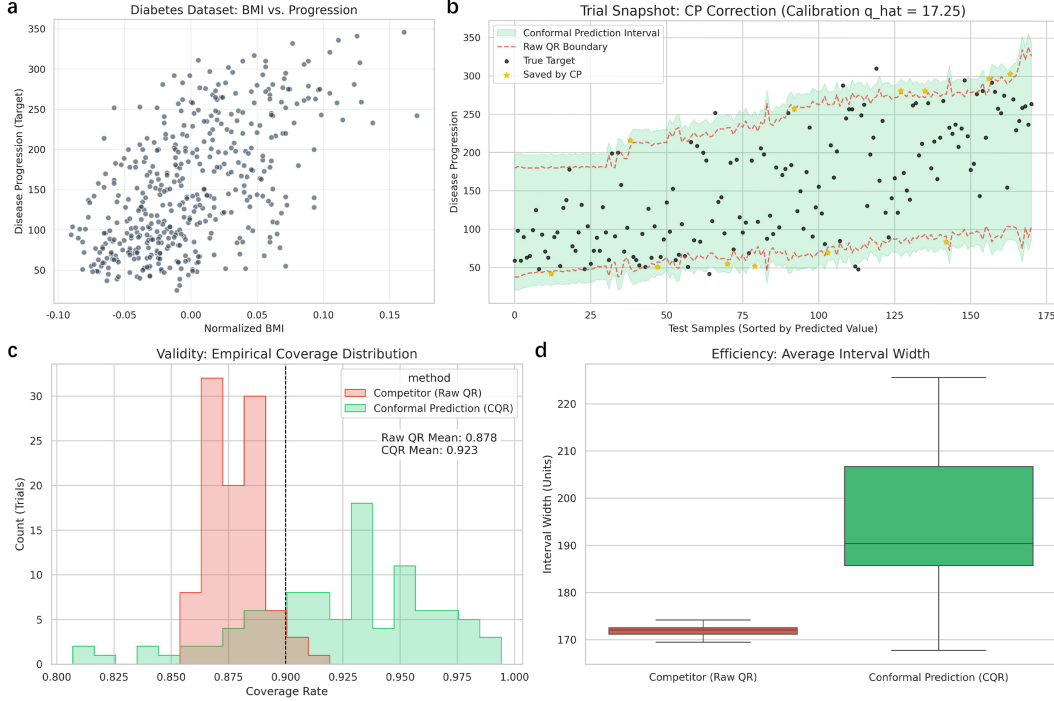 a
Diabetes Dataset: BMI vs. Progression
350
300
250
200
150
100
50
Disease Progression (Target)
-0.10
-0.05
0.00
0.05
0.10
0.15
Normalized BMI
b
Trial Snapshot: CP Correction (Calibration q_hat = 17.25)
Conformal Prediction Interval
Raw QR Boundary
True Target
Saved by CP
350
300
250
200
150
100
50
Disease Progression
0
25
50
75
100
125
150
175
Test Samples (Sorted by Predicted Value)
c
Validity: Empirical Coverage Distribution
method
Competitor (Raw QR)
Conformal Prediction (CQR)
Raw QR Mean: 0.878
CQR Mean: 0.923
30
25
20
15
10
5
0
Count (Trials)
0.800
0.825
0.850
0.875
0.900
0.925
0.950
0.975
1.000
Coverage Rate
d
Efficiency: Average Interval Width
220
210
200
190
180
170
Interval Width (Units)
Competitor (Raw QR)
Conformal Prediction (CQR)